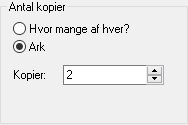 Antal kopier
Hvor mange af hver?
Ark
Kopier: 2